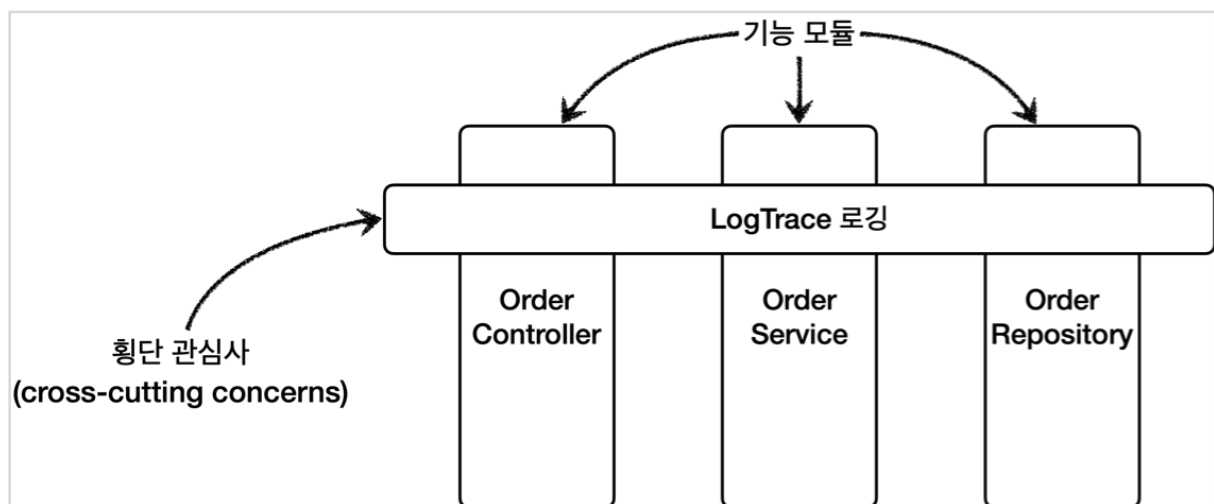 기능 모듈
LogTrace 로깅
Order
Controller
Order
Service
Order
Repository
횡단 관심사
(cross-cutting concerns)